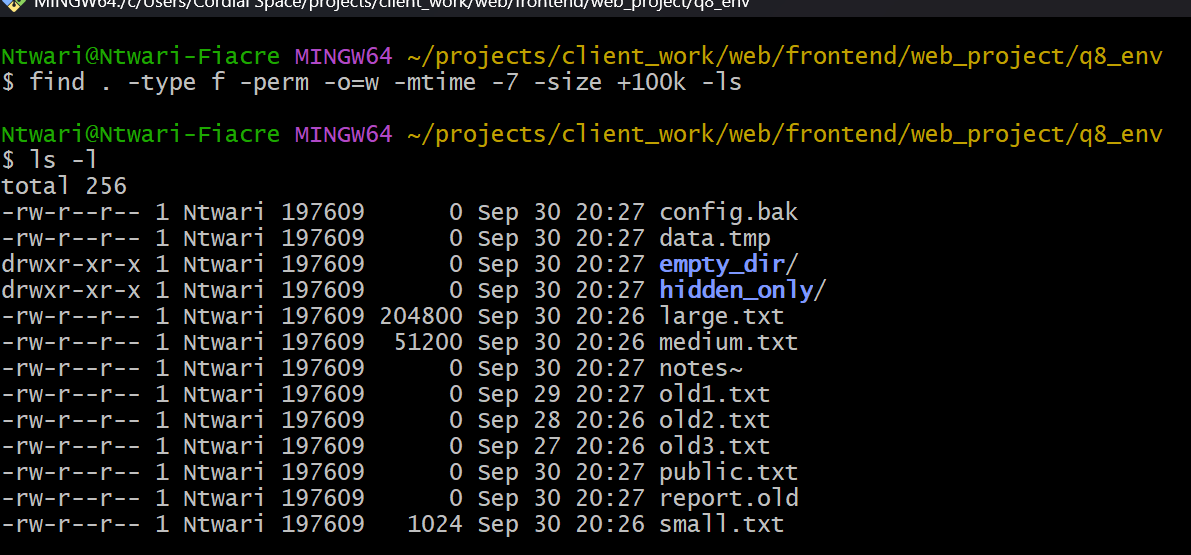 MINGW64:/c/Users/Cordial Space/projects/client_work/web/frontend/web_project/q8_env
Ntwari@Ntwari-Fiacre MINGW64 ~/projects/client_work/web/frontend/web_project/q8_env
$ find . -type f -perm -o=w -mtime -7 -size +100k -ls
Ntwari@Ntwari-Fiacre MINGW64 ~/projects/client_work/web/frontend/web_project/q8_env
$ ls -l
total 256
-rw-r--r-- 1 Ntwari 197609      0 Sep 30 20:27 config.bak
-rw-r--r-- 1 Ntwari 197609      0 Sep 30 20:27 data.tmp
drwxr-xr-x 1 Ntwari 197609      0 Sep 30 20:27 empty_dir/
drwxr-xr-x 1 Ntwari 197609      0 Sep 30 20:27 hidden_only/
-rw-r--r-- 1 Ntwari 197609 204800 Sep 30 20:26 large.txt
-rw-r--r-- 1 Ntwari 197609  51200 Sep 30 20:26 medium.txt
-rw-r--r-- 1 Ntwari 197609      0 Sep 30 20:27 notes~
-rw-r--r-- 1 Ntwari 197609      0 Sep 29 20:27 old1.txt
-rw-r--r-- 1 Ntwari 197609      0 Sep 28 20:26 old2.txt
-rw-r--r-- 1 Ntwari 197609      0 Sep 27 20:26 old3.txt
-rw-r--r-- 1 Ntwari 197609      0 Sep 30 20:27 public.txt
-rw-r--r-- 1 Ntwari 197609      0 Sep 30 20:27 report.old
-rw-r--r-- 1 Ntwari 197609   1024 Sep 30 20:26 small.txt